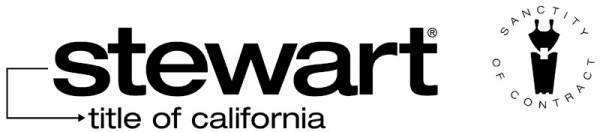 stewart®
title of california
SANCTITY OF CONTRACT